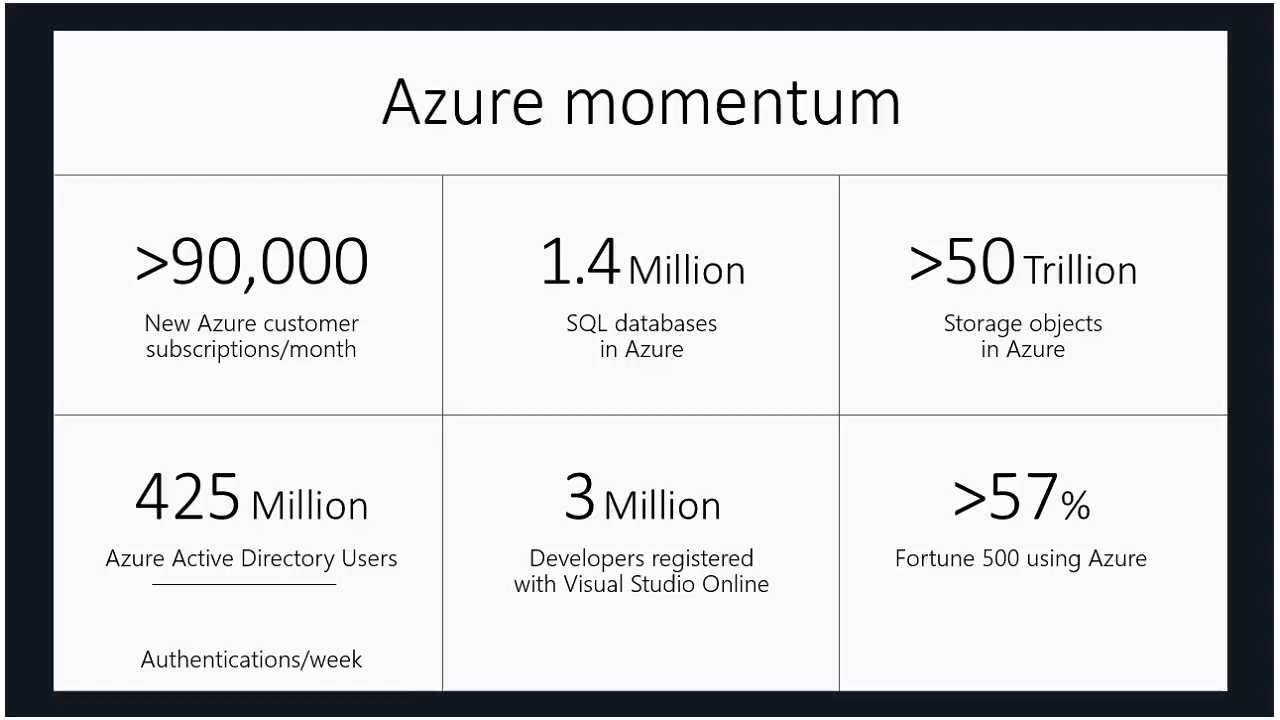 Azure momentum
>90,000
New Azure customer
subscriptions/month
1.4 Million
SQL databases
in Azure
>50 Trillion
Storage objects
in Azure
425 Million
Azure Active Directory Users
Authentications/week
3 Million
Developers registered
with Visual Studio Online
>57%
Fortune 500 using Azure